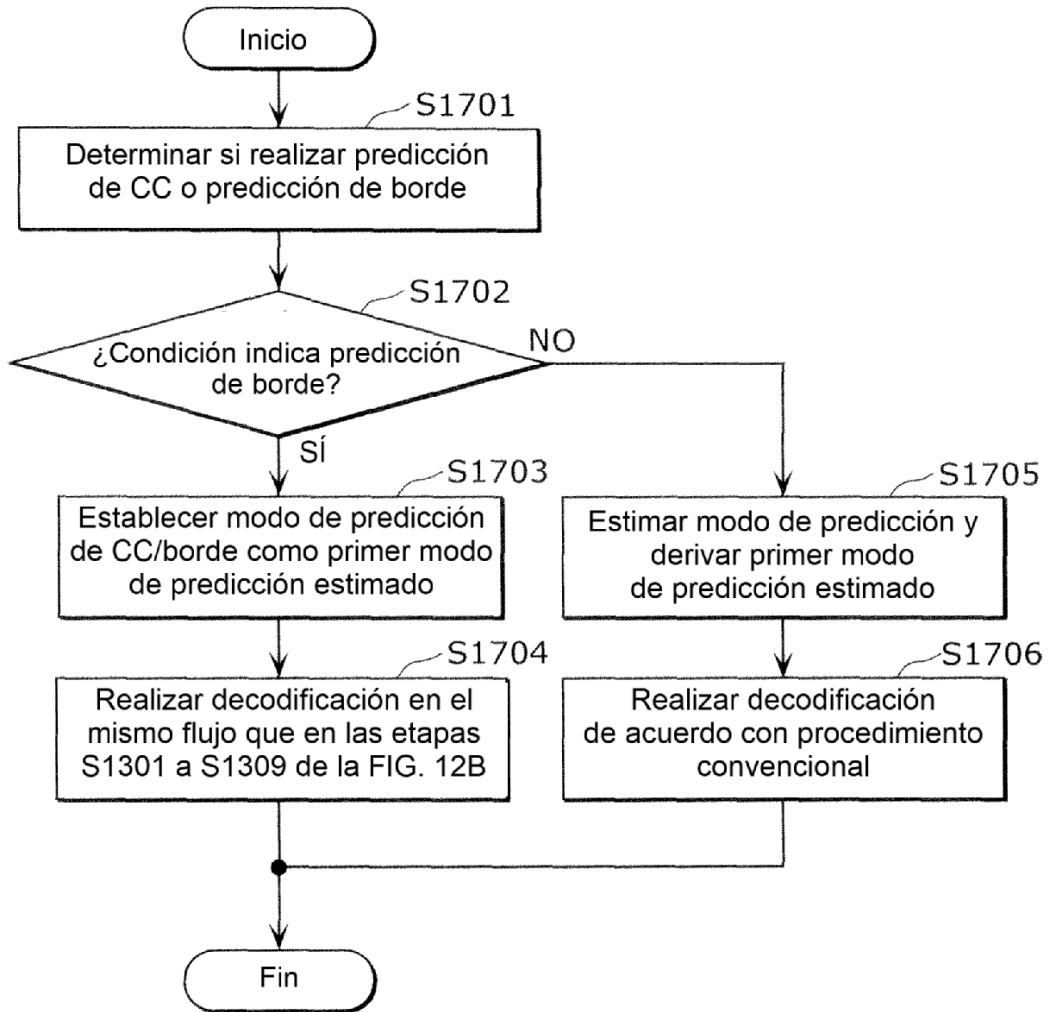 Inicio
S1701
Determinar si realizar predicción
de CC o predicción de borde
S1702
¿Condición indica predicción
de borde?
NO
SÍ
S1703
Establecer modo de predicción
de CC/borde como primer modo
de predicción estimado
S1705
Estimar modo de predicción y
derivar primer modo
de predicción estimado
S1704
Realizar decodificación en el
mismo flujo que en las etapas
S1301 a S1309 de la FIG. 12B
S1706
Realizar decodificación
de acuerdo con procedimiento
convencional
Fin